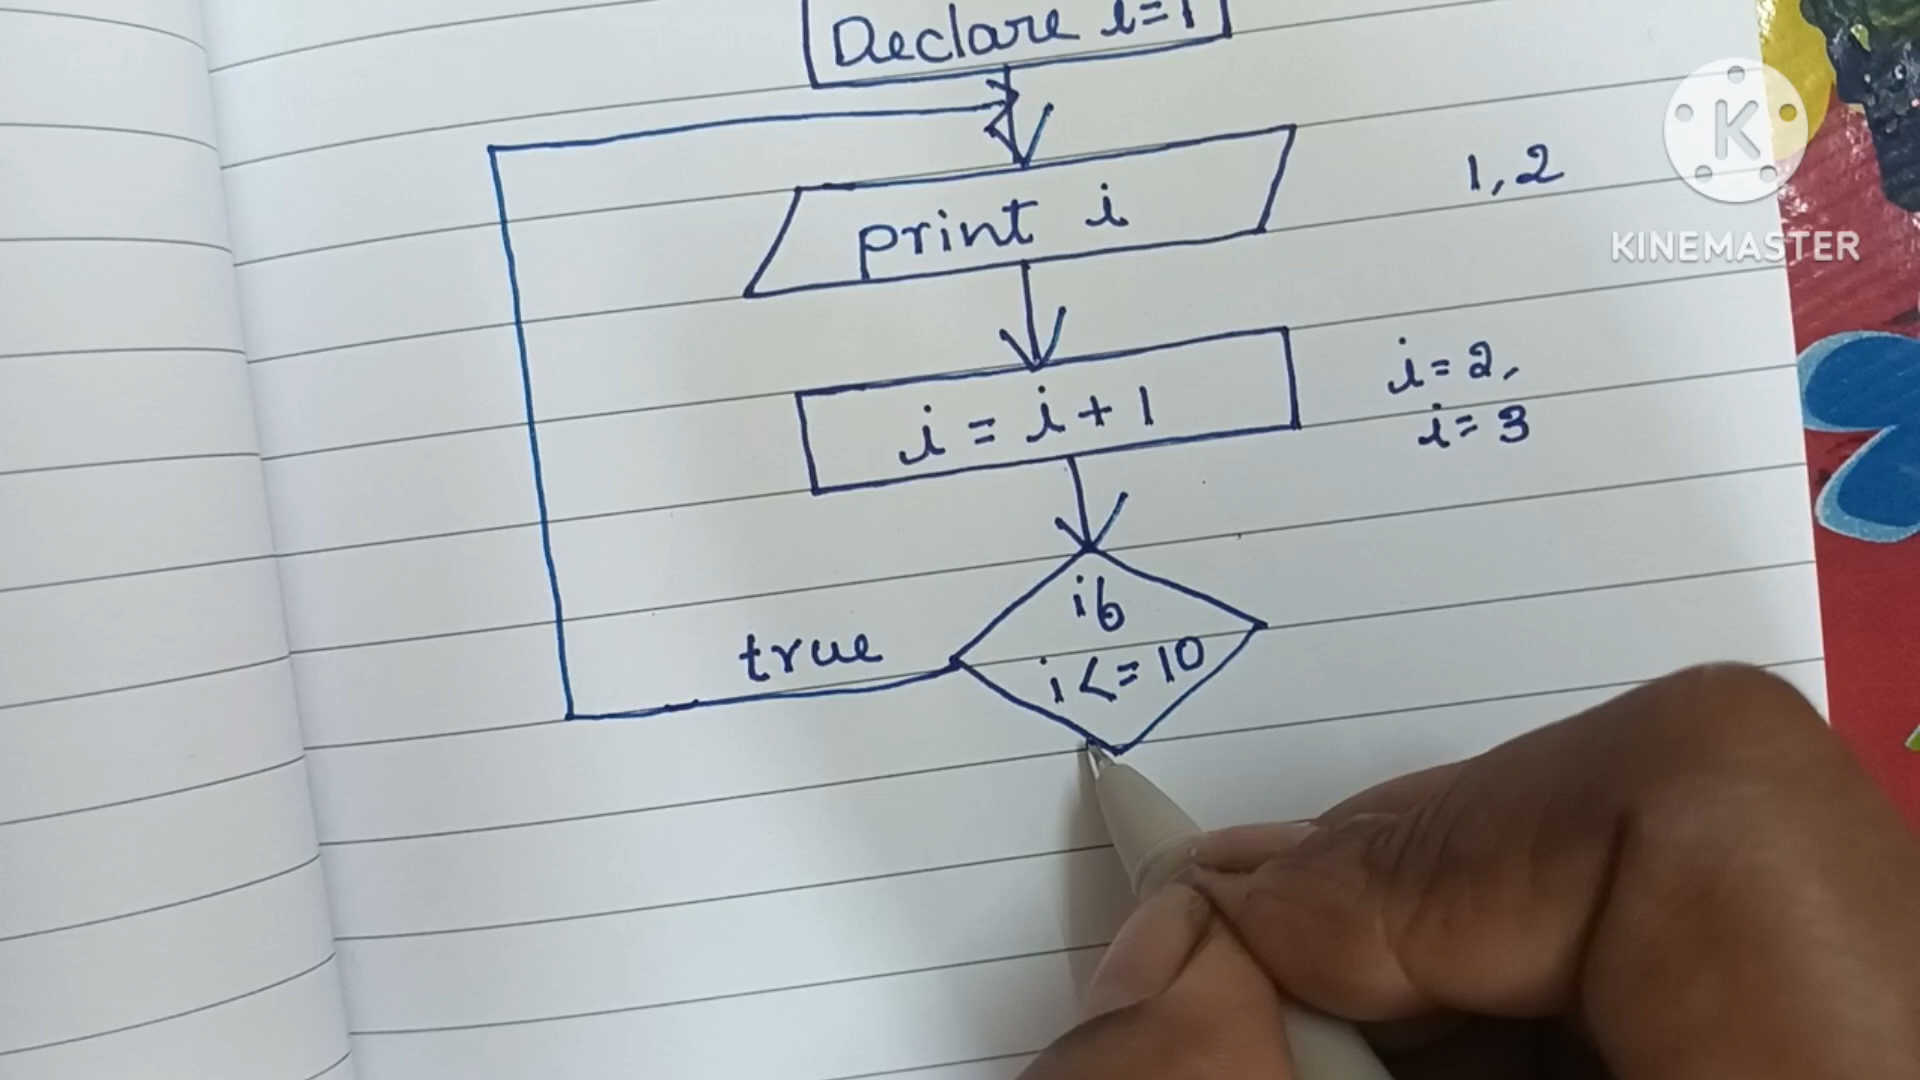 Declare i=1
print i
1,2
i = i + 1
i = 2,
i = 3
if
i <= 10
true
K
KINEMASTER